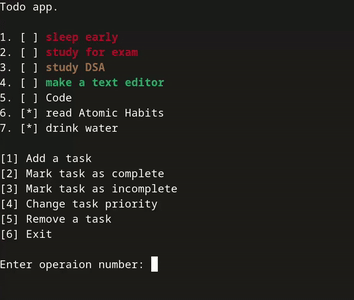 Todo app.
1. [ ] sleep early
2. [ ] study for exam
3. [ ] study DSA
4. [ ] make a text editor
5. [ ] Code
6. [*] read Atomic Habits
7. [*] drink water
[1] Add a task
[2] Mark task as complete
[3] Mark task as incomplete
[4] Change task priority
[5] Remove a task
[6] Exit
Enter operaion number: